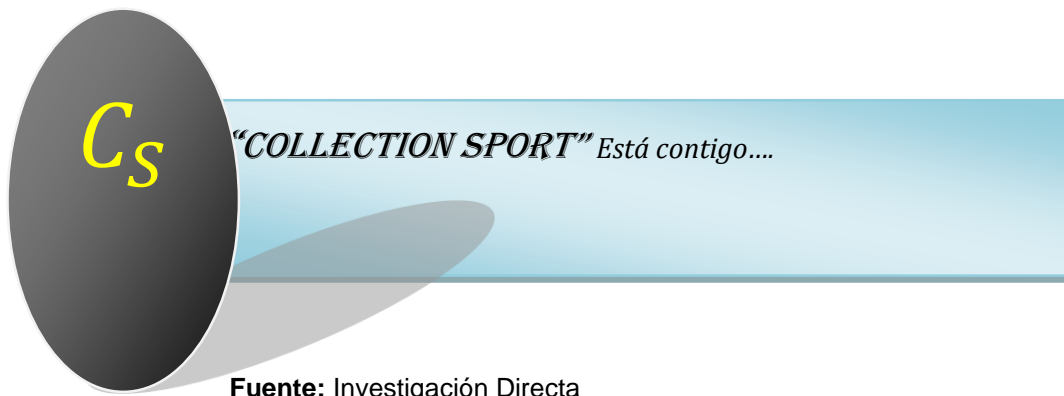 CS
“COLLECTION SPORT” Está contigo….
Fuente: Investigación Directa